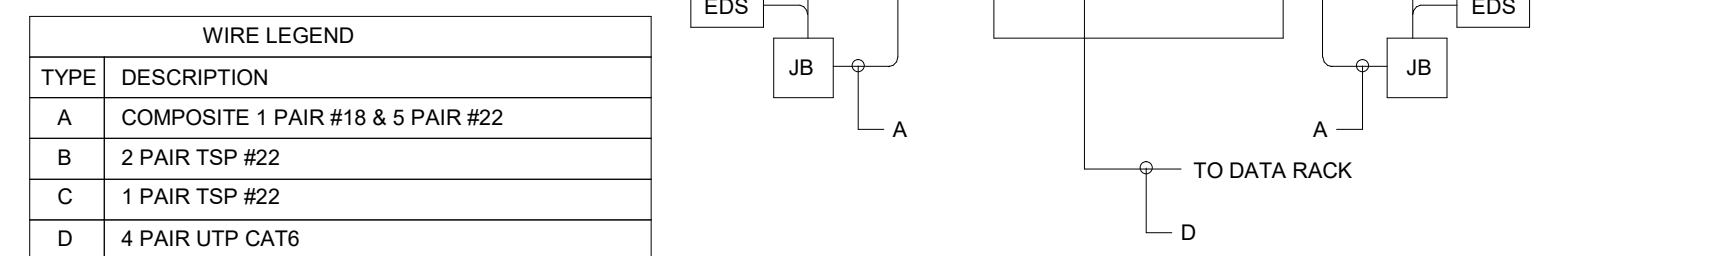 WIRE LEGEND
TYPE DESCRIPTION
A COMPOSITE 1 PAIR #18 & 5 PAIR #22
B 2 PAIR TSP #22
C 1 PAIR TSP #22
D 4 PAIR UTP CAT6
EDS
JB
A
TO DATA RACK
D
EDS
JB
A